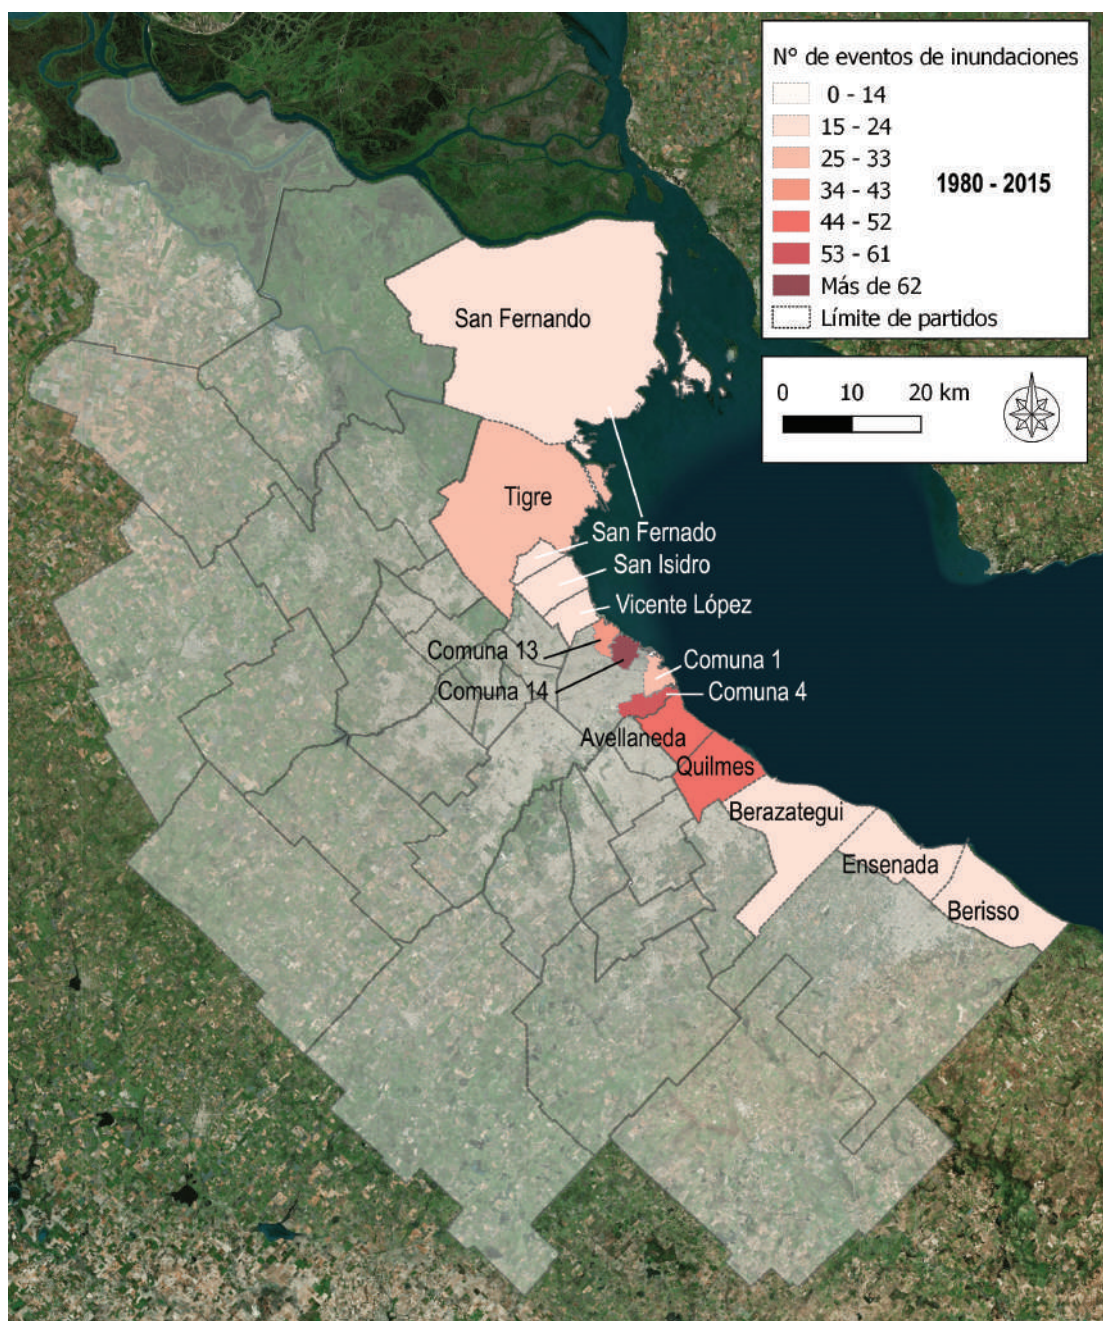 N° de eventos de inundaciones
0 - 14
15 - 24
25 - 33
34 - 43
44 - 52
53 - 61
Más de 62
Límite de partidos
1980 - 2015
0 10 20 km
San Fernando
Tigre
San Fernado
San Isidro
Vicente López
Comuna 13
Comuna 1
Comuna 14
Comuna 4
Avellaneda
Quilmes
Berazategui
Ensenada
Berisso